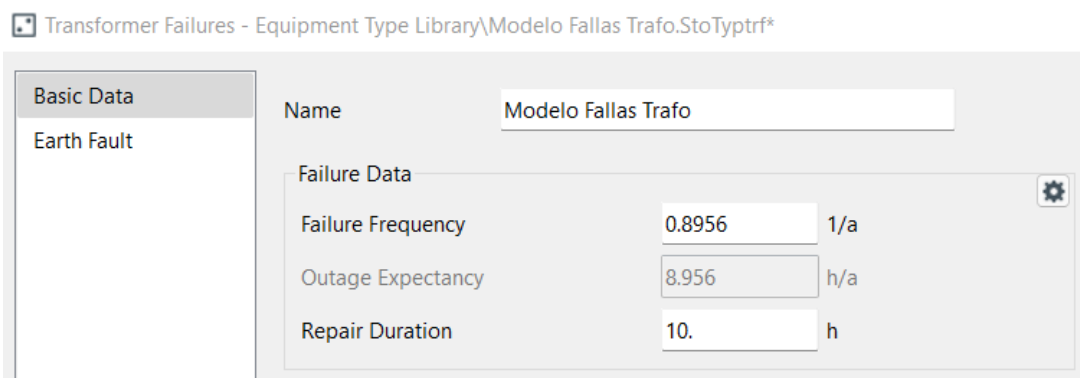 Transformer Failures - Equipment Type Library\Modelo Fallas Trafo.StoTyptrf*
Basic Data
Earth Fault
Name Modelo Fallas Trafo
Failure Data
Failure Frequency 0.8956 1/a
Outage Expectancy 8.956 h/a
Repair Duration 10. h